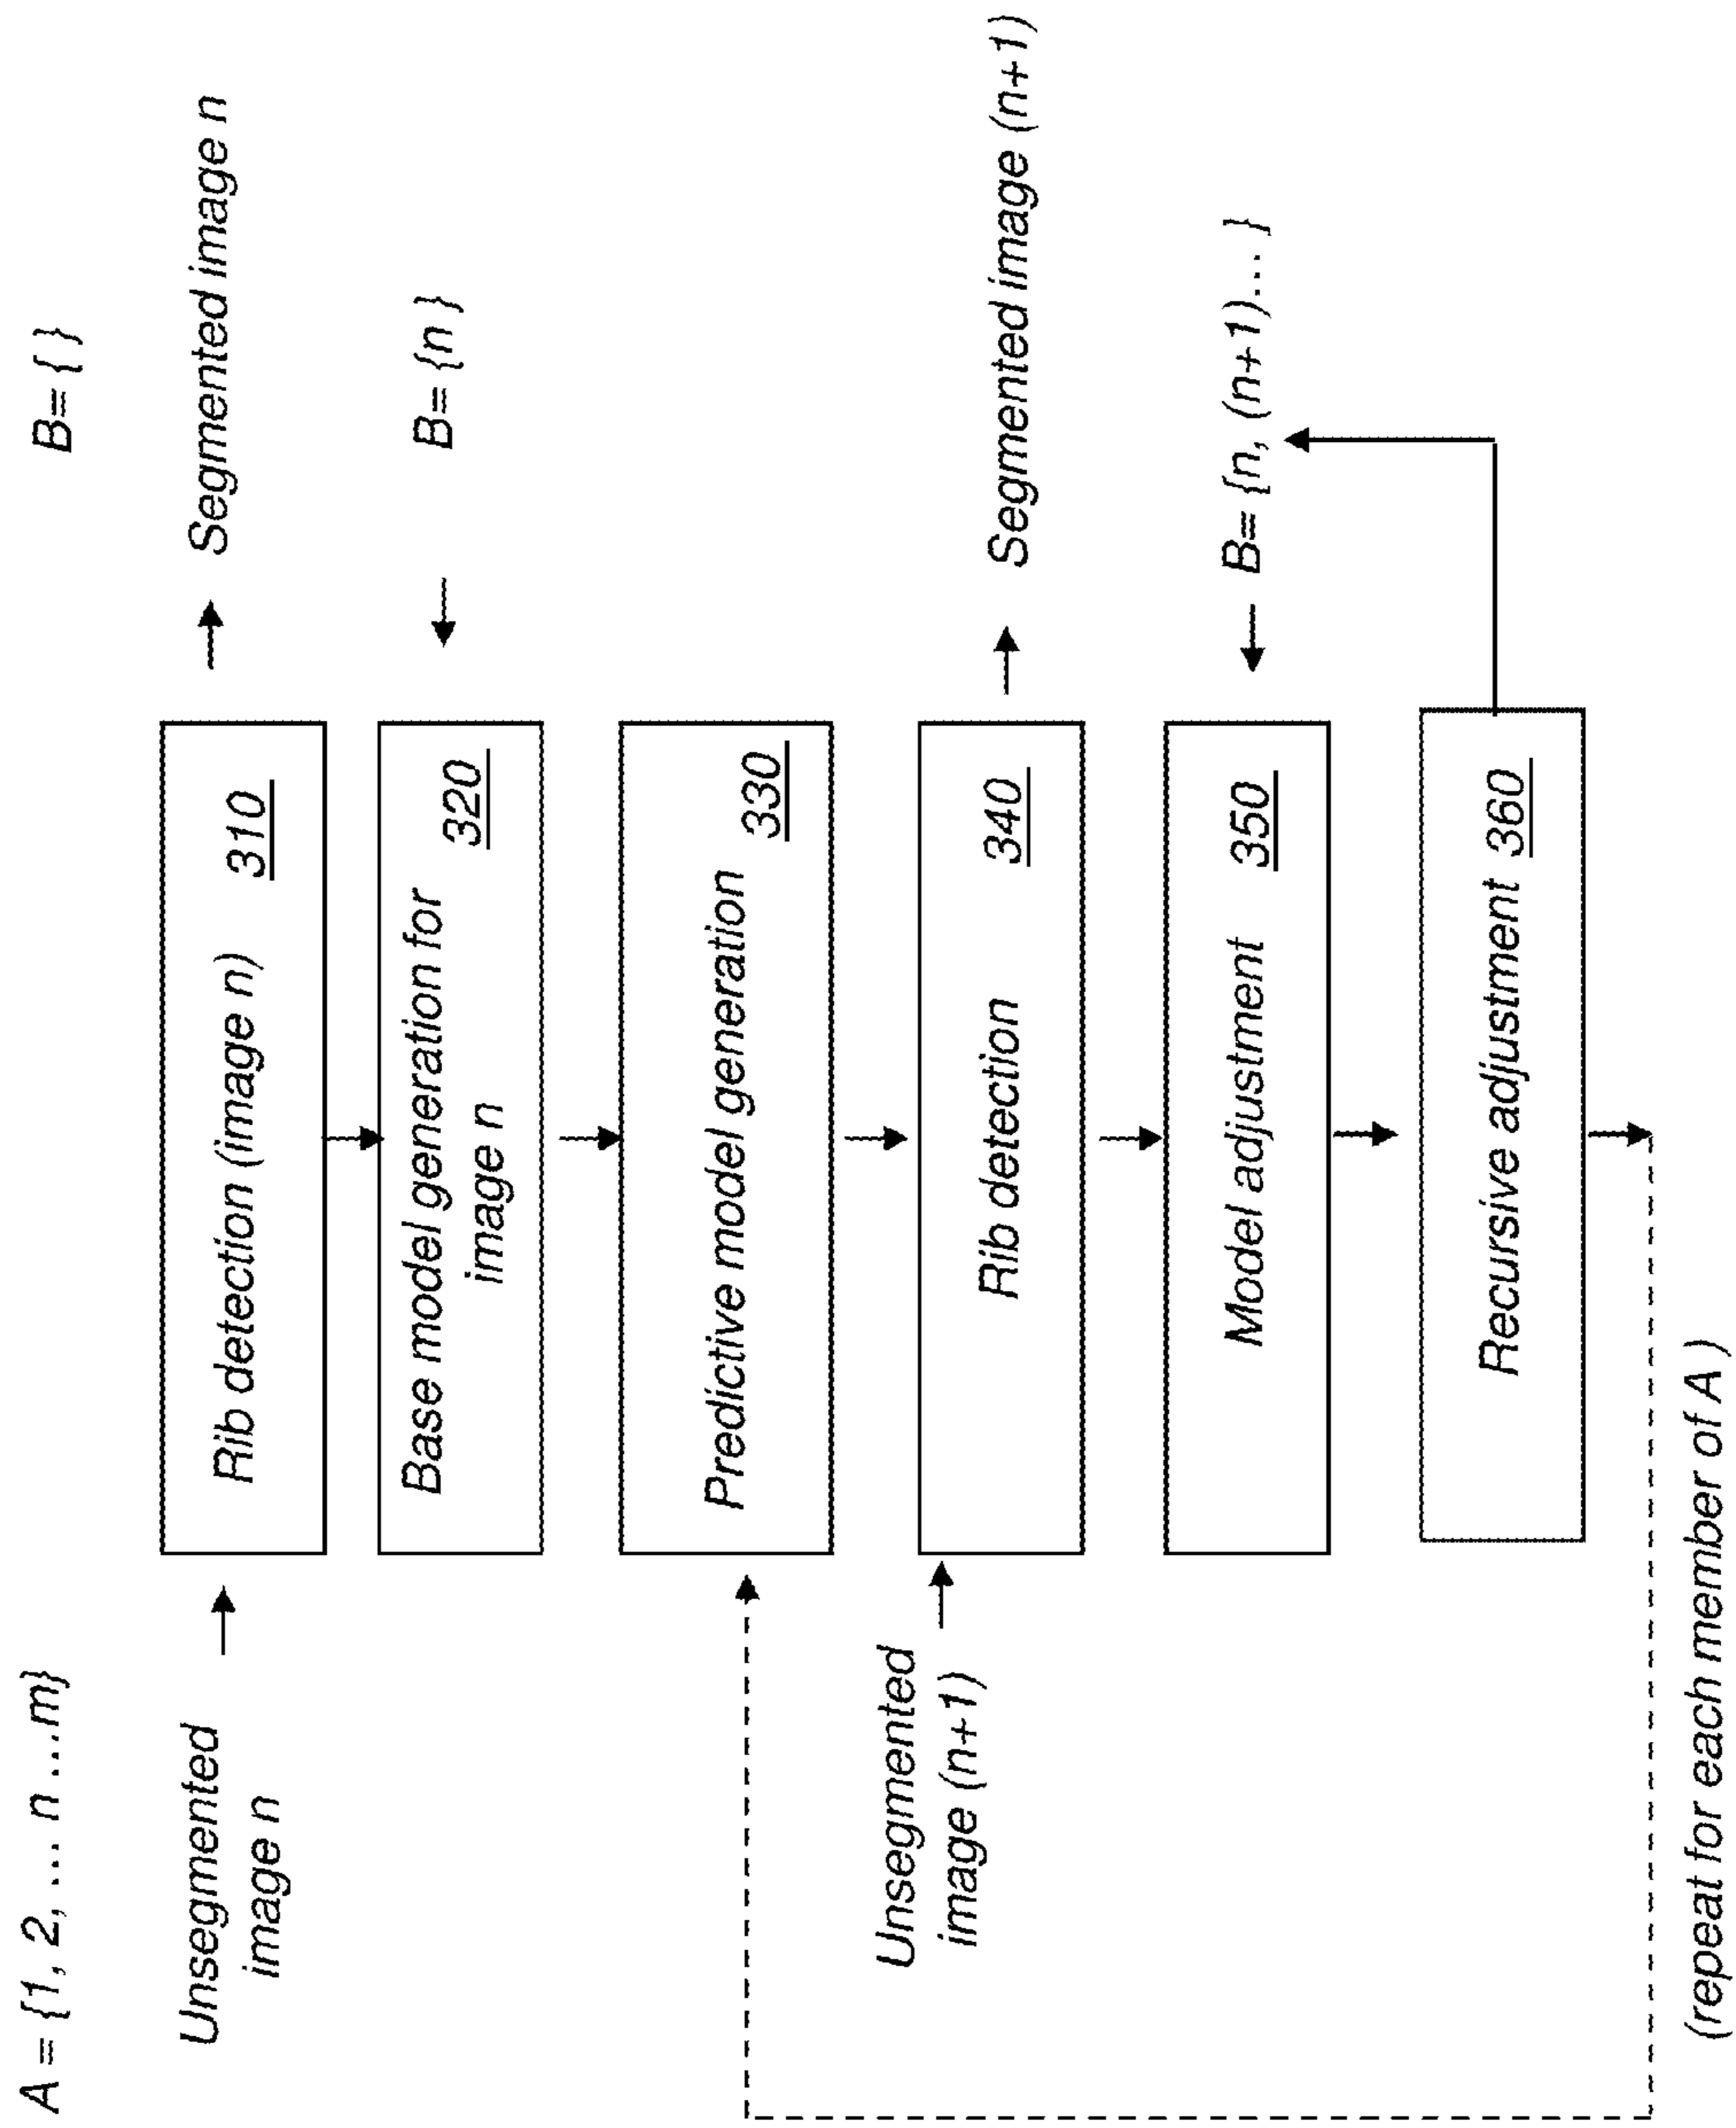 A = {1, 2, ... n ...m}
B= { }
Unsegmented
image n
Rib detection (image n) 310
Segmented image n
Base model generation for
image n
320
B= {n }
Predictive model generation 330
Unsegmented
image (n+1)
Rib detection 340
Segmented image (n+1)
Model adjustment 350
B= {n, (n+1)... }
Recursive adjustment 360
(repeat for each member of A )